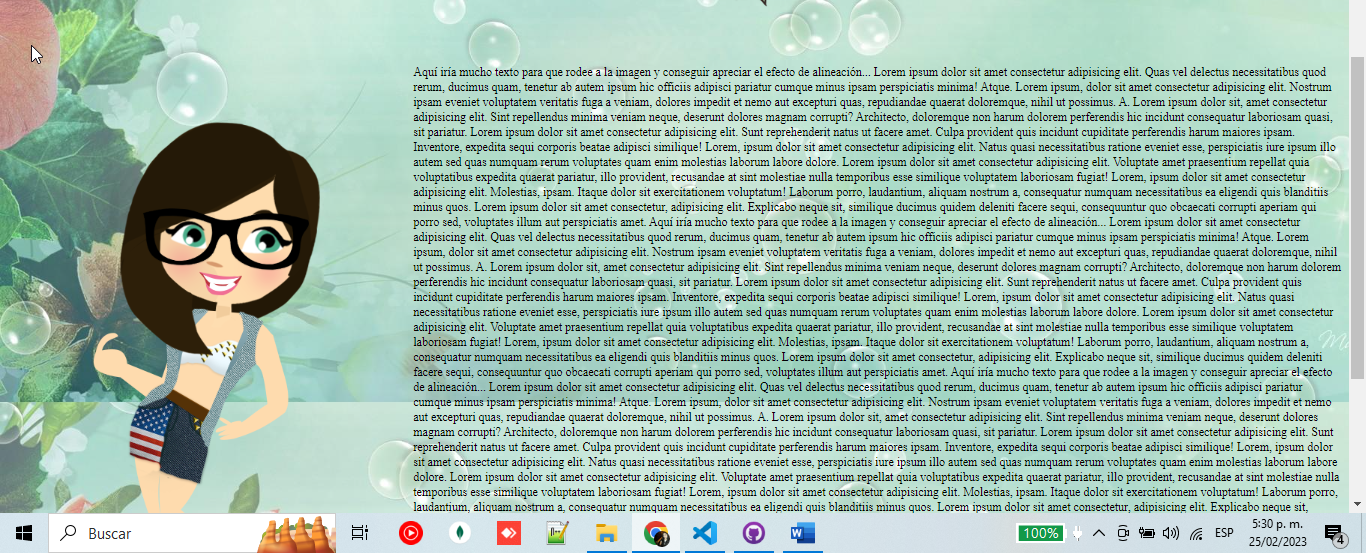 Aquí iría mucho texto para que rodee a la imagen y conseguir apreciar el efecto de alineación... Lorem ipsum dolor sit amet consectetur adipisicing elit. Quas vel delectus necessitatibus quod
rerum, ducimus quam, tenetur ab autem ipsum hic officiis adipisci pariatur cumque minus ipsam perspiciatis minima! Atque. Lorem ipsum, dolor sit amet consectetur adipisicing elit. Nostrum
ipsam eveniet voluptatem veritatis fuga a veniam, dolores impedit et nemo aut excepturi quas, repudiandae quaerat doloremque, nihil ut possimus. A. Lorem ipsum dolor sit, amet consectetur
adipisicing elit. Sint repellendus minima veniam neque, deserunt dolores magnam corrupti? Architecto, doloremque non harum dolorem perferendis hic incidunt consequatur laboriosam quasi,
sit pariatur. Lorem ipsum dolor sit amet consectetur adipisicing elit. Sunt reprehenderit natus ut facere amet. Culpa provident quis incidunt cupiditate perferendis harum maiores ipsam.
Inventore, expedita sequi corporis beatae adipisci similique! Lorem, ipsum dolor sit amet consectetur adipisicing elit. Natus quasi necessitatibus ratione eveniet esse, perspiciatis iure ipsum illo
autem sed quas numquam rerum voluptates quam enim molestias laborum labore dolore. Lorem ipsum dolor sit amet consectetur adipisicing elit. Voluptate amet praesentium repellat quia
voluptatibus expedita quaerat pariatur, illo provident, recusandae at sint molestiae nulla temporibus esse similique voluptatem laboriosam fugiat! Lorem, ipsum dolor sit amet consectetur
adipisicing elit. Molestias, ipsam. Itaque dolor sit exercitationem voluptatum! Laborum porro, laudantium, aliquam nostrum a, consequatur numquam necessitatibus ea eligendi quis blanditiis
minus quos. Lorem ipsum dolor sit amet consectetur, adipisicing elit. Explicabo neque sit, similique ducimus quidem deleniti facere sequi, consequuntur quo obcaecati corrupti aperiam qui
porro sed, voluptates illum aut perspiciatis amet. Aquí iría mucho texto para que rodee a la imagen y conseguir apreciar el efecto de alineación... Lorem ipsum dolor sit amet consectetur
adipisicing elit. Quas vel delectus necessitatibus quod rerum, ducimus quam, tenetur ab autem ipsum hic officiis adipisci pariatur cumque minus ipsam perspiciatis minima! Atque. Lorem
ipsum, dolor sit amet consectetur adipisicing elit. Nostrum ipsam eveniet voluptatem veritatis fuga a veniam, dolores impedit et nemo aut excepturi quas, repudiandae quaerat doloremque, nihil
ut possimus. A. Lorem ipsum dolor sit, amet consectetur adipisicing elit. Sint repellendus minima veniam neque, deserunt dolores magnam corrupti? Architecto, doloremque non harum dolorem
perferendis hic incidunt consequatur laboriosam quasi, sit pariatur. Lorem ipsum dolor sit amet consectetur adipisicing elit. Sunt reprehenderit natus ut facere amet. Culpa provident quis
incidunt cupiditate perferendis harum maiores ipsam. Inventore, expedita sequi corporis beatae adipisci similique! Lorem, ipsum dolor sit amet consectetur adipisicing elit. Natus quasi
necessitatibus ratione eveniet esse, perspiciatis iure ipsum illo autem sed quas numquam rerum voluptates quam enim molestias laborum labore dolore. Lorem ipsum dolor sit amet consectetur
adipisicing elit. Voluptate amet praesentium repellat quia voluptatibus expedita quaerat pariatur, illo provident, recusandae at sint molestiae nulla temporibus esse similique voluptatem
laboriosam fugiat! Lorem, ipsum dolor sit amet consectetur adipisicing elit. Molestias, ipsam. Itaque dolor sit exercitationem voluptatum! Laborum porro, laudantium, aliquam nostrum a,
consequatur numquam necessitatibus ea eligendi quis blanditiis minus quos. Lorem ipsum dolor sit amet consectetur, adipisicing elit. Explicabo neque sit, similique ducimus quidem deleniti
facere sequi, consequuntur quo obcaecati corrupti aperiam qui porro sed, voluptates illum aut perspiciatis amet. Aquí iría mucho texto para que rodee a la imagen y conseguir apreciar el efecto
de alineación... Lorem ipsum dolor sit amet consectetur adipisicing elit. Quas vel delectus necessitatibus quod rerum, ducimus quam, tenetur ab autem ipsum hic officiis adipisci pariatur
cumque minus ipsam perspiciatis minima! Atque. Lorem ipsum, dolor sit amet consectetur adipisicing elit. Nostrum ipsam eveniet voluptatem veritatis fuga a veniam, dolores impedit et nemo
aut excepturi quas, repudiandae quaerat doloremque, nihil ut possimus. A. Lorem ipsum dolor sit, amet consectetur adipisicing elit. Sint repellendus minima veniam neque, deserunt dolores
magnam corrupti? Architecto, doloremque non harum dolorem perferendis hic incidunt consequatur laboriosam quasi, sit pariatur. Lorem ipsum dolor sit amet consectetur adipisicing elit. Sunt
reprehenderit natus ut facere amet. Culpa provident quis incidunt cupiditate perferendis harum maiores ipsam. Inventore, expedita sequi corporis beatae adipisci similique! Lorem, ipsum dolor
sit amet consectetur adipisicing elit. Natus quasi necessitatibus ratione eveniet esse, perspiciatis iure ipsum illo autem sed quas numquam rerum voluptates quam enim molestias laborum labore
dolore. Lorem ipsum dolor sit amet consectetur adipisicing elit. Voluptate amet praesentium repellat quia voluptatibus expedita quaerat pariatur, illo provident, recusandae at sint molestiae nulla
temporibus esse similique voluptatem laboriosam fugiat! Lorem, ipsum dolor sit amet consectetur adipisicing elit. Molestias, ipsam. Itaque dolor sit exercitationem voluptatum! Laborum porro,
laudantium, aliquam nostrum a, consequatur numquam necessitatibus ea eligendi quis blanditiis minus quos. Lorem ipsum dolor sit amet consectetur, adipisicing elit. Explicabo neque sit,
Buscar
100%
ESP
5:30 p. m.
25/02/2023
4